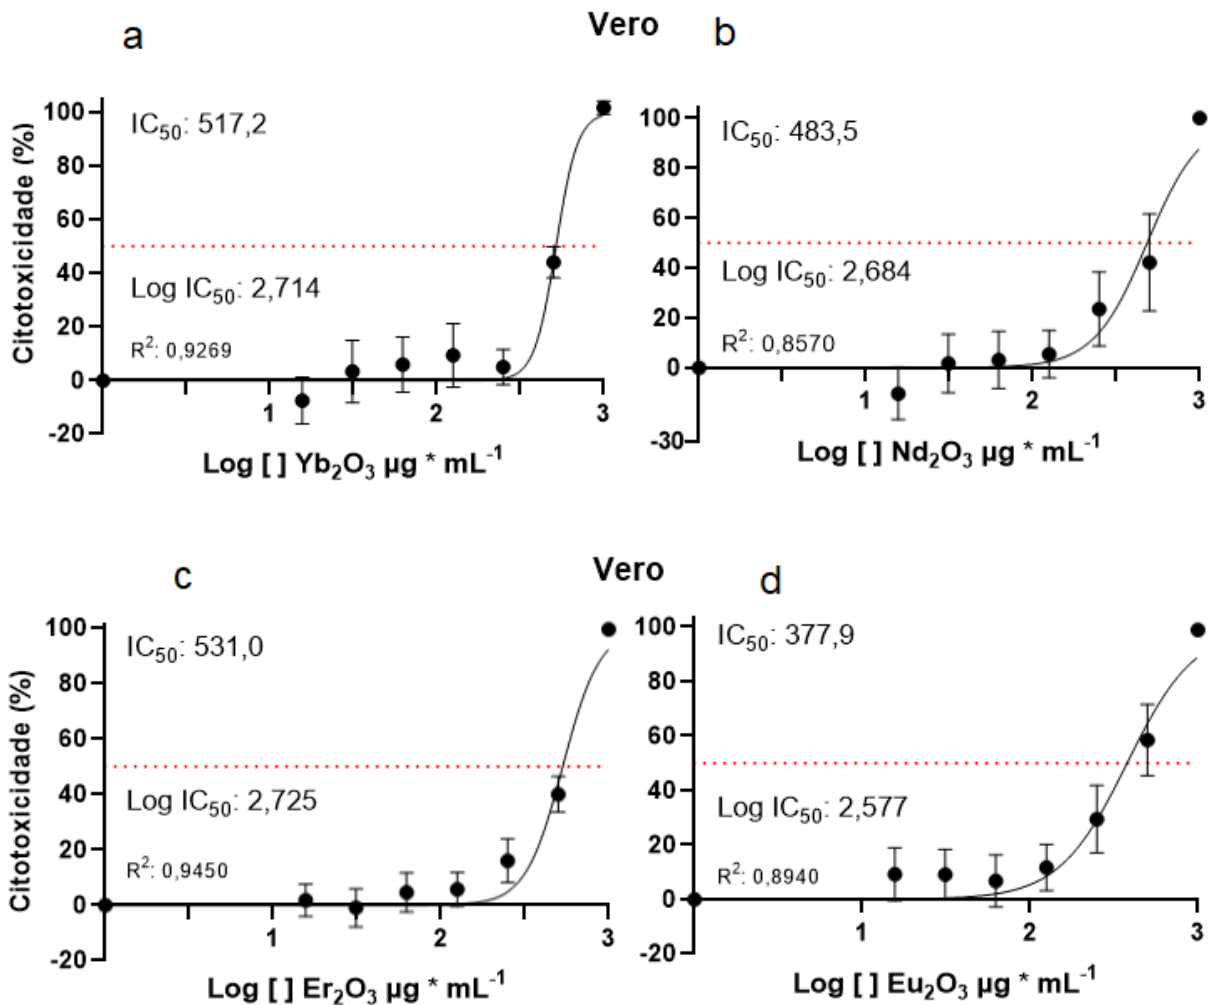 a
Vero
b
100
80
60
40
20
0
-20
Citotoxicidade (%)
IC₅₀: 517,2
Log IC₅₀: 2,714
R²: 0,9269
1
2
3
Log [ ] Yb₂O₃ µg * mL⁻¹
100
80
60
40
20
0
-30
IC₅₀: 483,5
Log IC₅₀: 2,684
R²: 0,8570
1
2
3
Log [ ] Nd₂O₃ µg * mL⁻¹
c
Vero
d
100
80
60
40
20
0
-20
Citotoxicidade (%)
IC₅₀: 531,0
Log IC₅₀: 2,725
R²: 0,9450
1
2
3
Log [ ] Er₂O₃ µg * mL⁻¹
100
80
60
40
20
0
-20
IC₅₀: 377,9
Log IC₅₀: 2,577
R²: 0,8940
1
2
3
Log [ ] Eu₂O₃ µg * mL⁻¹